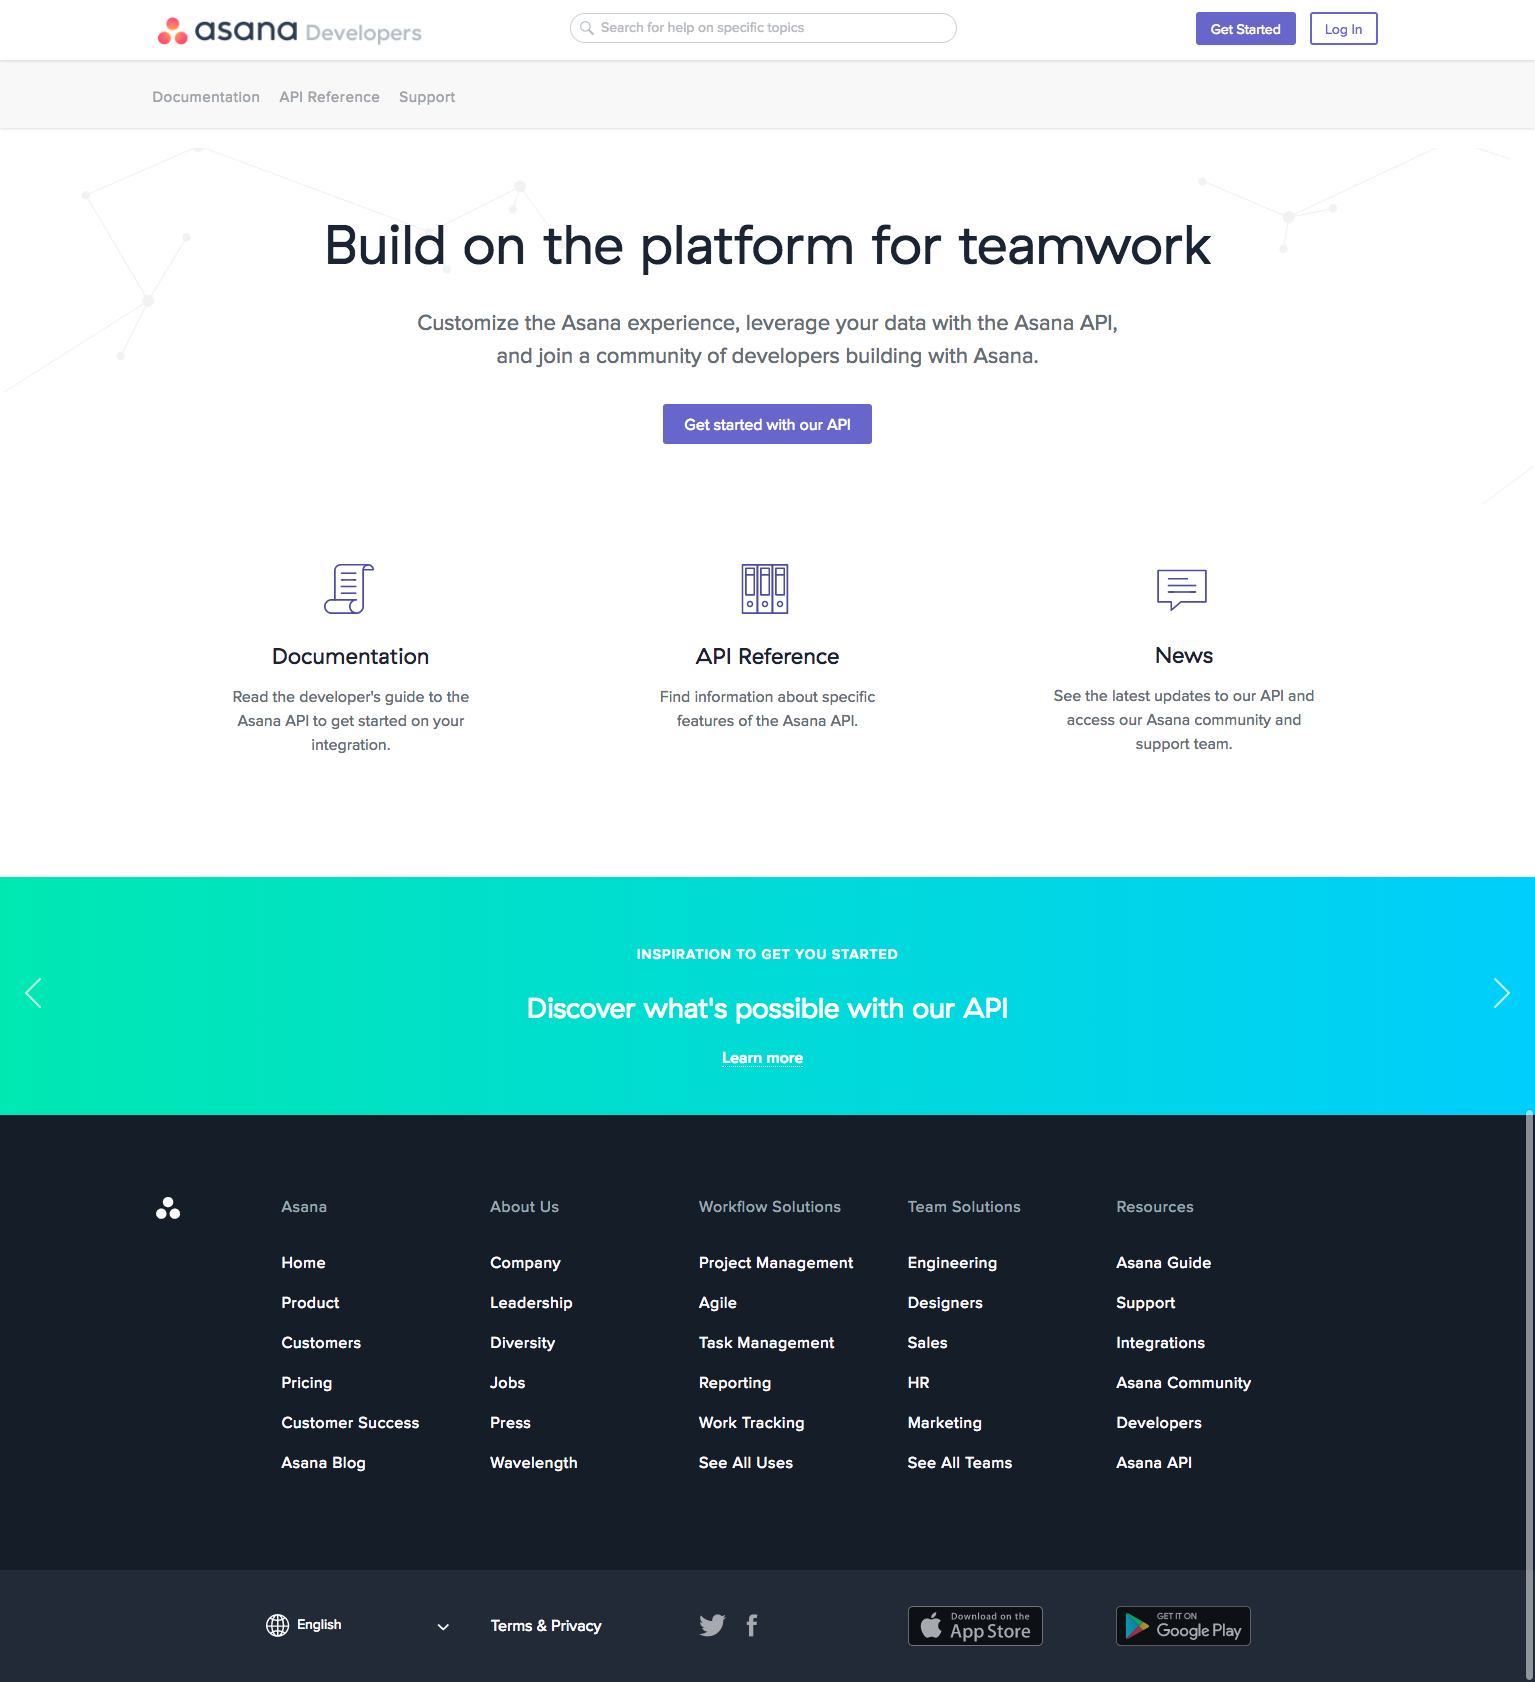 asana Developers
Search for help on specific topics
Get Started
Log In
Documentation
API Reference
Support
Build on the platform for teamwork
Customize the Asana experience, leverage your data with the Asana API,
and join a community of developers building with Asana.
Get started with our API
Documentation
Read the developer's guide to the
Asana API to get started on your
integration.
API Reference
Find information about specific
features of the Asana API.
News
See the latest updates to our API and
access our Asana community and
support team.
INSPIRATION TO GET YOU STARTED
Discover what's possible with our API
Learn more
Asana
Home
Product
Customers
Pricing
Customer Success
Asana Blog
About Us
Company
Leadership
Diversity
Jobs
Press
Wavelength
Workflow Solutions
Project Management
Agile
Task Management
Reporting
Work Tracking
See All Uses
Team Solutions
Engineering
Designers
Sales
HR
Marketing
See All Teams
Resources
Asana Guide
Support
Integrations
Asana Community
Developers
Asana API
English
Terms & Privacy
Download on the
App Store
GET IT ON
Google Play